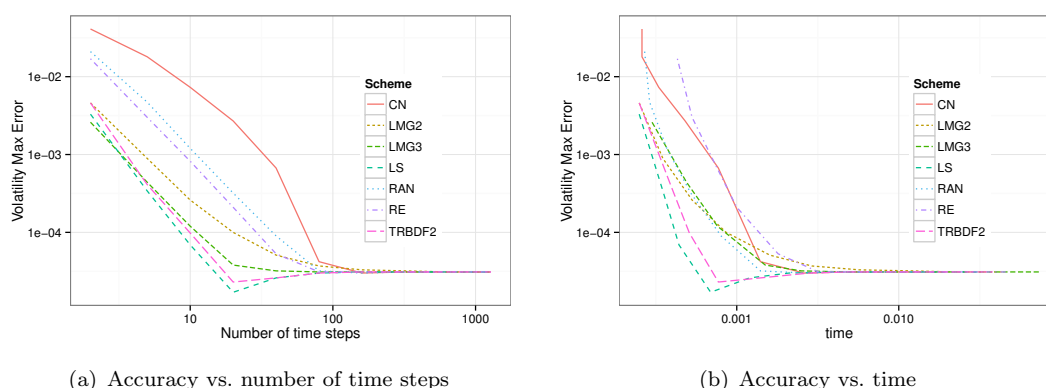 1e−02
1e−03
1e−04
Volatility Max Error
10
100
1000
Number of time steps
Scheme
CN
LMG2
LMG3
LS
RAN
RE
TRBDF2
(a) Accuracy vs. number of time steps
1e−02
1e−03
1e−04
Volatility Max Error
0.001
0.010
time
Scheme
CN
LMG2
LMG3
LS
RAN
RE
TRBDF2
(b) Accuracy vs. time